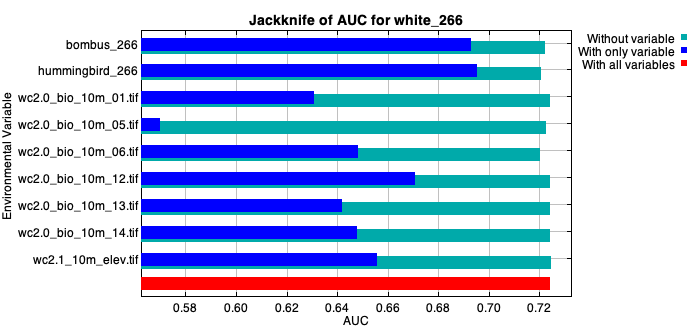 Jackknife of AUC for white_266
Without variable
With only variable
With all variables
Environmental Variable
bombus_266
hummingbird_266
wc2.0_bio_10m_01.tif
wc2.0_bio_10m_05.tif
wc2.0_bio_10m_06.tif
wc2.0_bio_10m_12.tif
wc2.0_bio_10m_13.tif
wc2.0_bio_10m_14.tif
wc2.1_10m_elev.tif
0.58 0.60 0.62 0.64 0.66 0.68 0.70 0.72
AUC